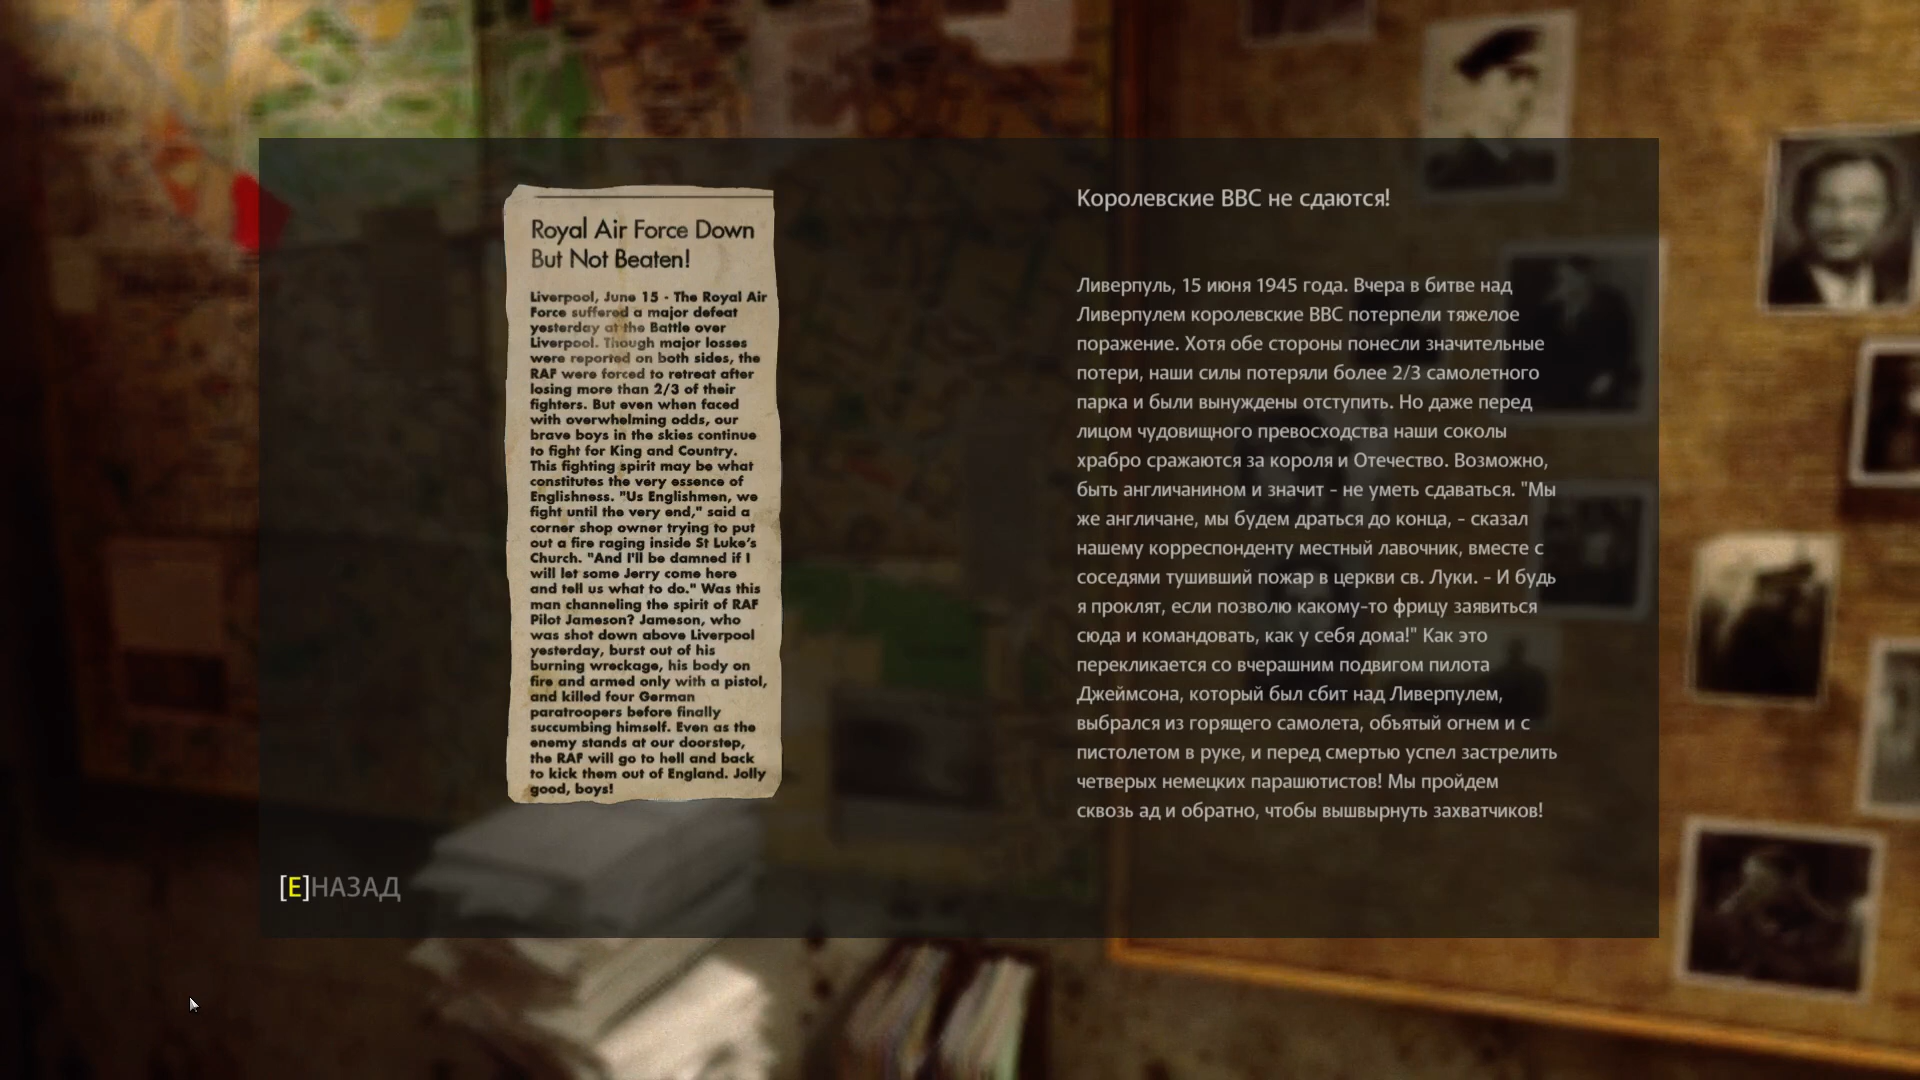 Royal Air Force Down
But Not Beaten!
Liverpool, June 15 - The Royal Air
Force suffered a major defeat
yesterday at the Battle over
Liverpool. Though major losses
were reported on both sides, the
RAF were forced to retreat after
losing more than 2/3 of their
fighters. But even when faced
with overwhelming odds, our
brave boys in the skies continue
to fight for King and Country.
This fighting spirit may be what
constitutes the very essence of
Englishness. "Us Englishmen, we
fight until the very end," said a
corner shop owner trying to put
out a fire raging inside St Luke's
Church. "And I'll be damned if I
will let some Jerry come here
and tell us what to do." Was this
man channeling the spirit of RAF
Pilot Jameson? Jameson, who
was shot down above Liverpool
yesterday, burst out of his
burning wreckage, his body on
fire and armed only with a pistol,
and killed four German
paratroopers before finally
succumbing himself. Even as the
enemy stands at our doorstep,
the RAF will go to hell and back
to kick them out of England. Jolly
good, boys!
Королевские ВВС не сдаются!
Ливерпуль, 15 июня 1945 года. Вчера в битве над
Ливерпулем королевские ВВС потерпели тяжелое
поражение. Хотя обе стороны понесли значительные
потери, наши силы потеряли более 2/3 самолетного
парка и были вынуждены отступить. Но даже перед
лицом чудовищного превосходства наши соколы
храбро сражаются за короля и Отечество. Возможно,
быть англичанином и значит - не уметь сдаваться. "Мы
же англичане, мы будем драться до конца, - сказал
нашему корреспонденту местный лавочник, вместе с
соседями тушивший пожар в церкви св. Луки. - И будь
я проклят, если позволю какому-то фрицу заявиться
сюда и командовать, как у себя дома!" Как это
перекликается со вчерашним подвигом пилота
Джеймсона, который был сбит над Ливерпулем,
выбрался из горящего самолета, объятый огнем и с
пистолетом в руке, и перед смертью успел застрелить
четверых немецких парашютистов! Мы пройдем
сквозь ад и обратно, чтобы вышвырнуть захватчиков!
[E]НАЗАД